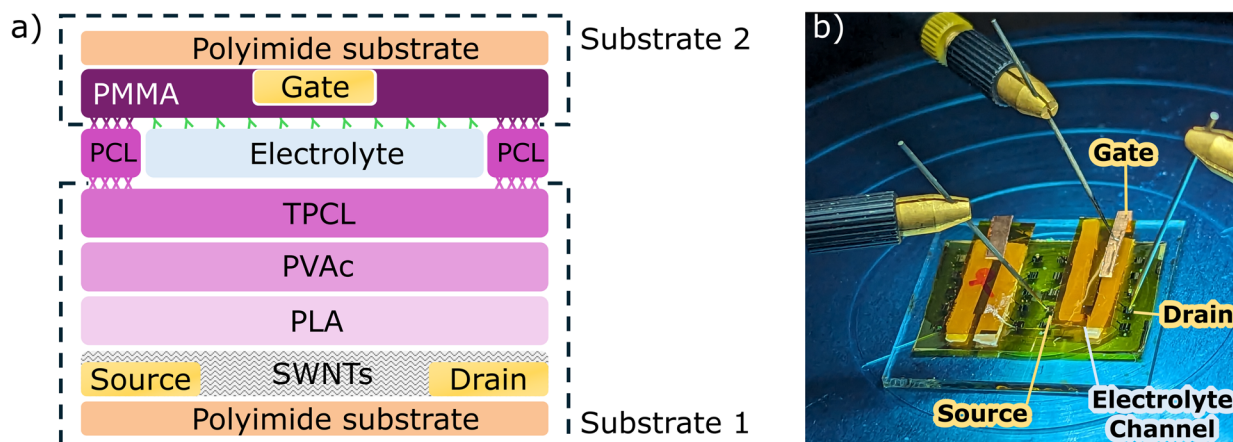 a)
Polyimide substrate
Substrate 2
PMMA
Gate
PCL
Electrolyte
PCL
TPCL
PVAc
PLA
Source
SWNTs
Drain
Polyimide substrate
Substrate 1
b)
Gate
Drain
Source
Electrolyte
Channel